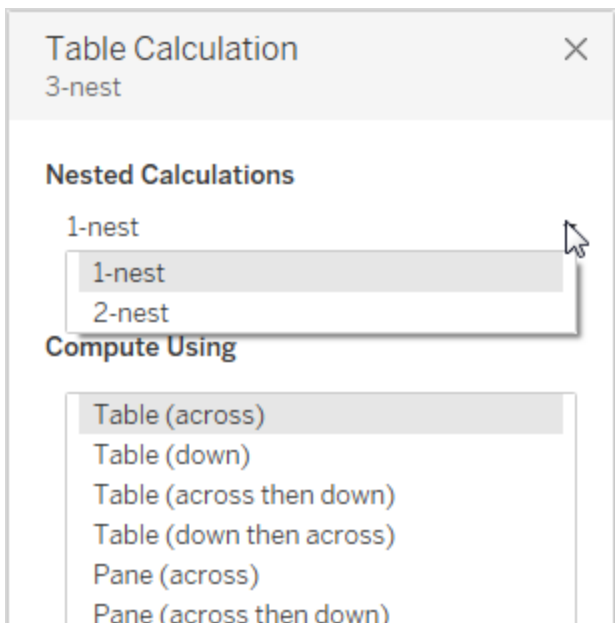 Table Calculation
3-nest
Nested Calculations
1-nest
1-nest
2-nest
Compute Using
Table (across)
Table (down)
Table (across then down)
Table (down then across)
Pane (across)
Pane (across then down)